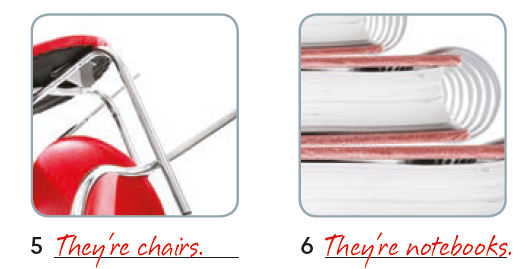 5 They're chairs.
6 They're notebooks.